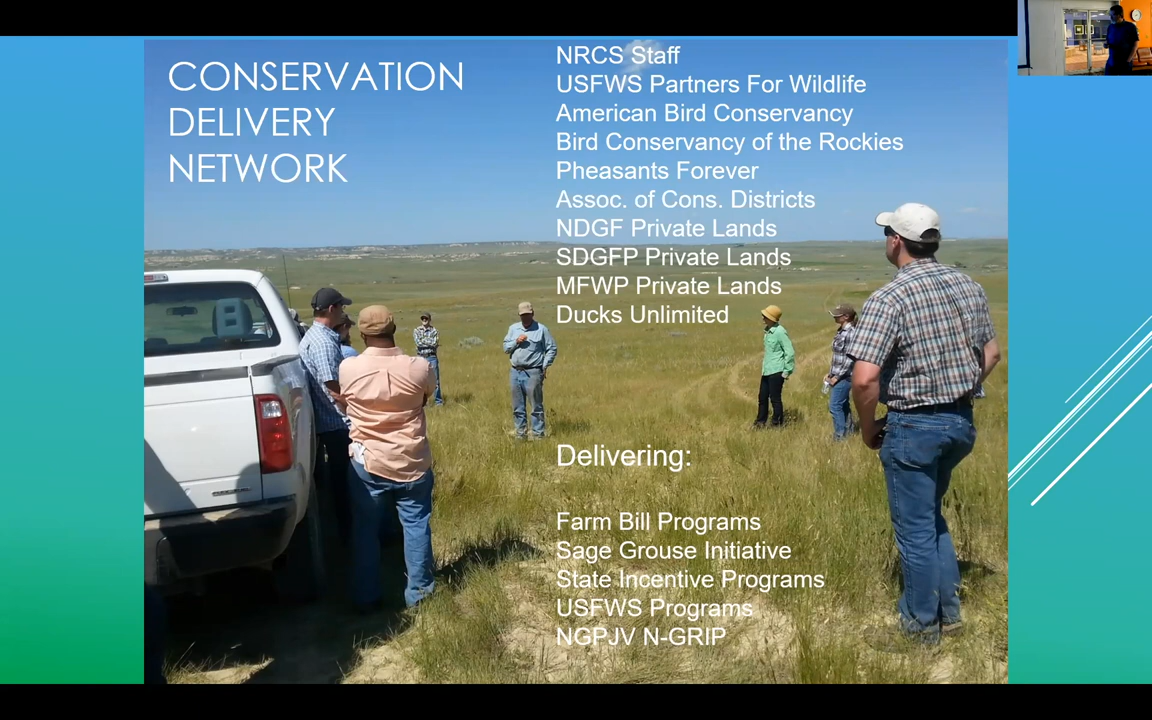 CONSERVATION
DELIVERY
NETWORK
NRCS Staff
USFWS Partners For Wildlife
American Bird Conservancy
Bird Conservancy of the Rockies
Pheasants Forever
Assoc. of Cons. Districts
NDGF Private Lands
SDGFP Private Lands
MFWP Private Lands
Ducks Unlimited
Delivering:
Farm Bill Programs
Sage Grouse Initiative
State Incentive Programs
USFWS Programs
NGPJV N-GRIP